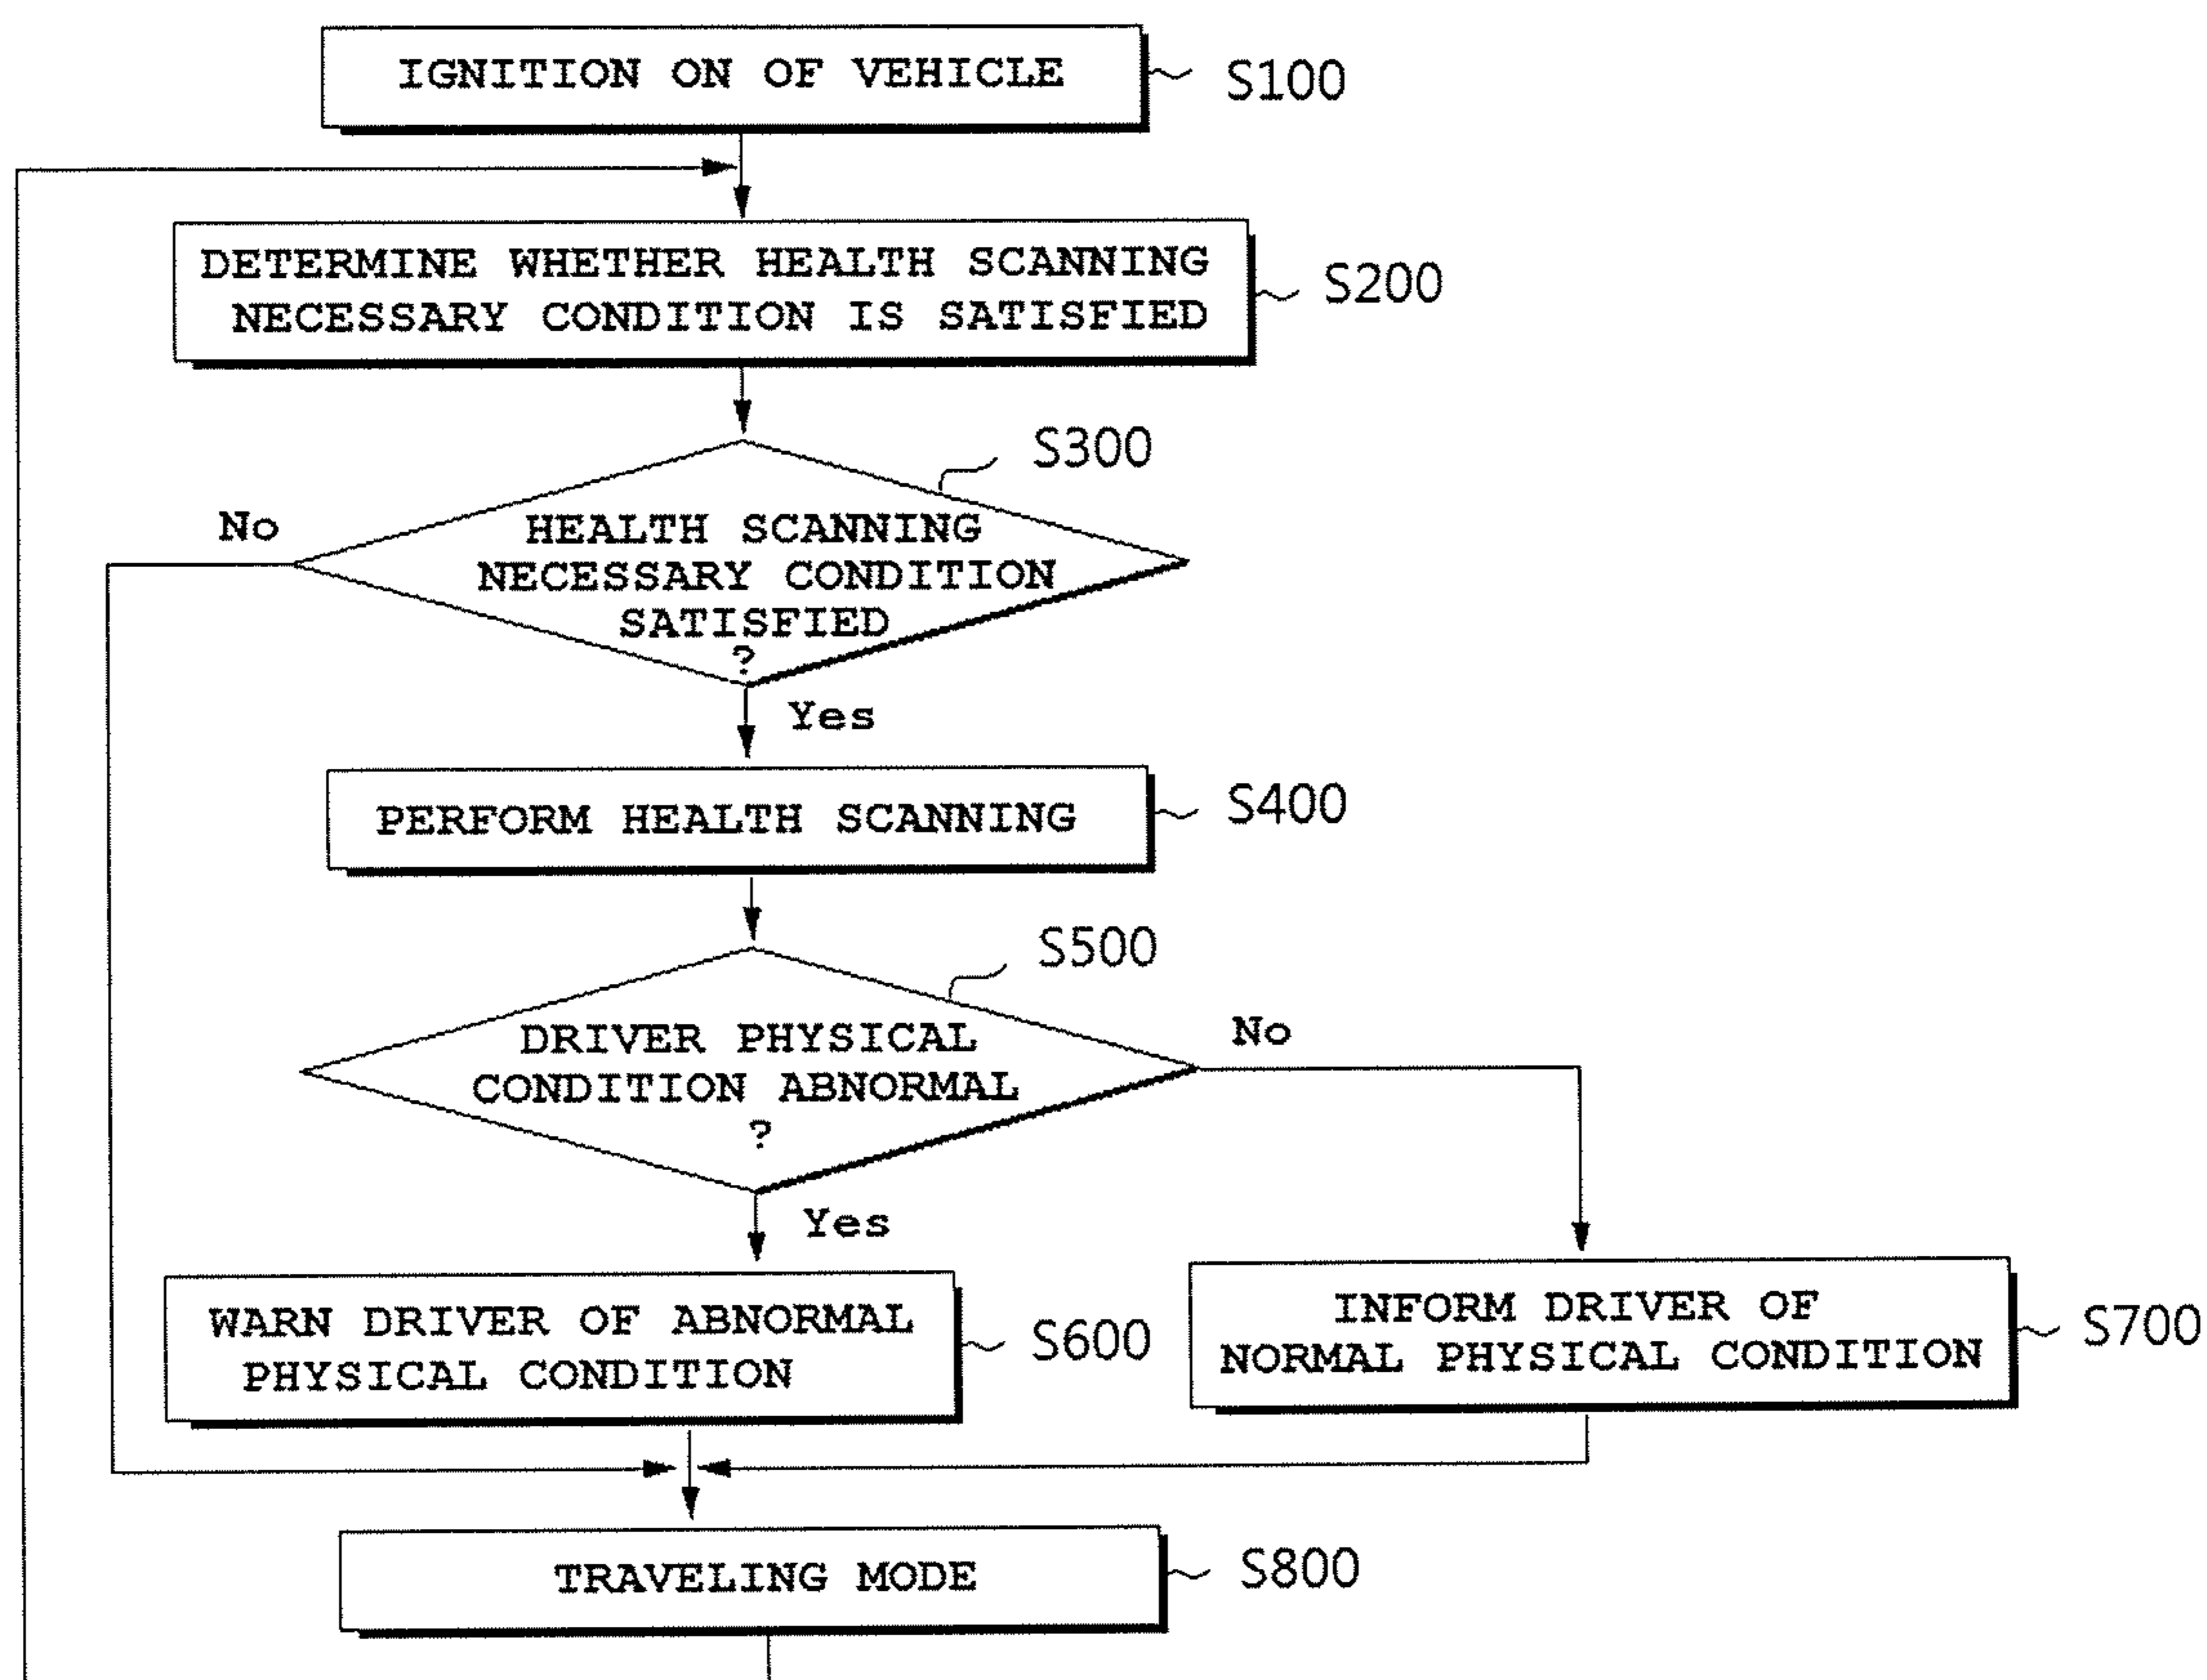 IGNITION ON OF VEHICLE
S100
DETERMINE WHETHER HEALTH SCANNING
NECESSARY CONDITION IS SATISFIED
S200
S300
No
HEALTH SCANNING
NECESSARY CONDITION
SATISFIED
?
Yes
PERFORM HEALTH SCANNING
S400
S500
DRIVER PHYSICAL
CONDITION ABNORMAL
?
No
Yes
WARN DRIVER OF ABNORMAL
PHYSICAL CONDITION
S600
INFORM DRIVER OF
NORMAL PHYSICAL CONDITION
S700
TRAVELING MODE
S800